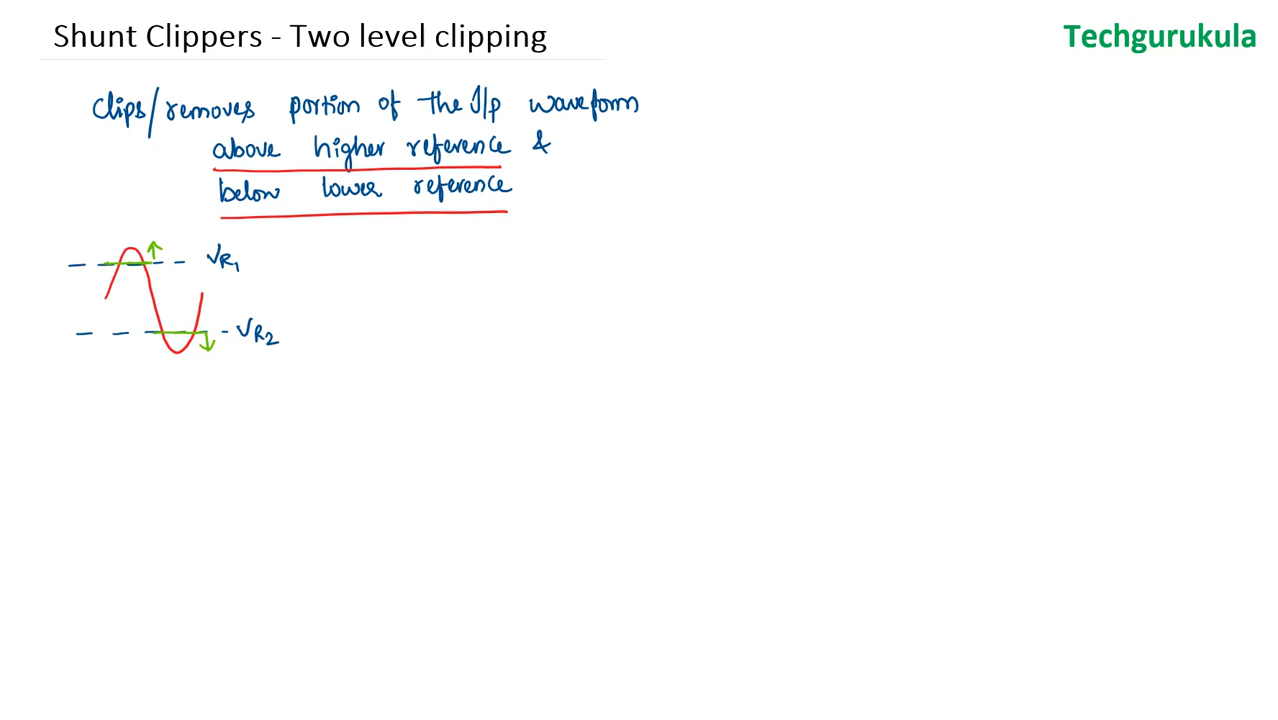 Shunt Clippers - Two level clipping
Techgurukula
Clips/removes portion of the I/p waveform
above higher reference &
below lower reference
VR1
VR2